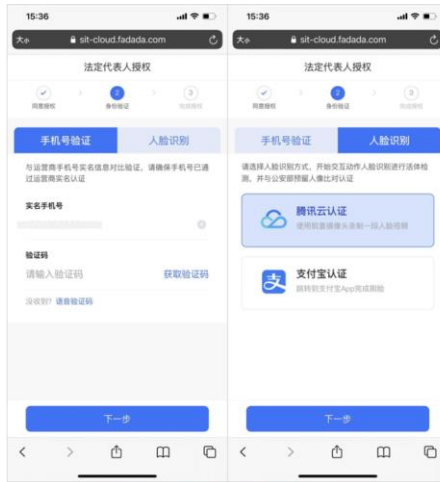 15:36
大小 sit-cloud.fadada.com
法定代表人授权
2 3
同意授权 身份验证 完成授权
手机号验证 人脸识别
与运营商手机号实名信息对比验证，请确保手机号已通
过运营商实名认证
实名手机号
验证码
请输入验证码 获取验证码
没收到？语音验证码
下一步
15:36
大小 sit-cloud.fadada.com
法定代表人授权
2 3
同意授权 身份验证 完成授权
手机号验证 人脸识别
请选择人脸识别方式，开始交互动作人脸识别进行活体检
测，并与公安部预留人像比对认证
腾讯云认证
使用前置摄像头录制一段人脸视频
支付宝认证
跳转到支付宝App完成刷脸
下一步